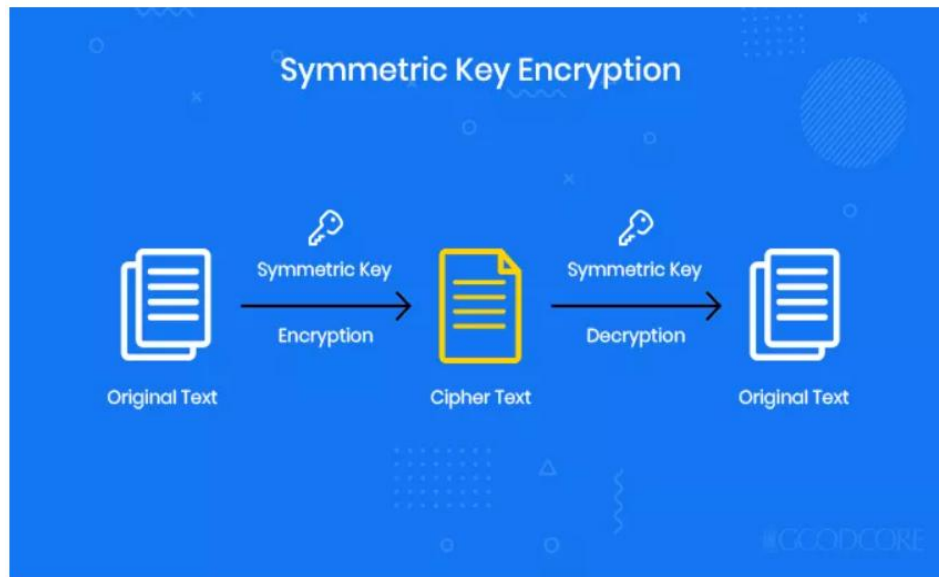 Symmetric Key Encryption
Symmetric Key
Encryption
Symmetric Key
Decryption
Original Text
Cipher Text
Original Text
GOODCORE